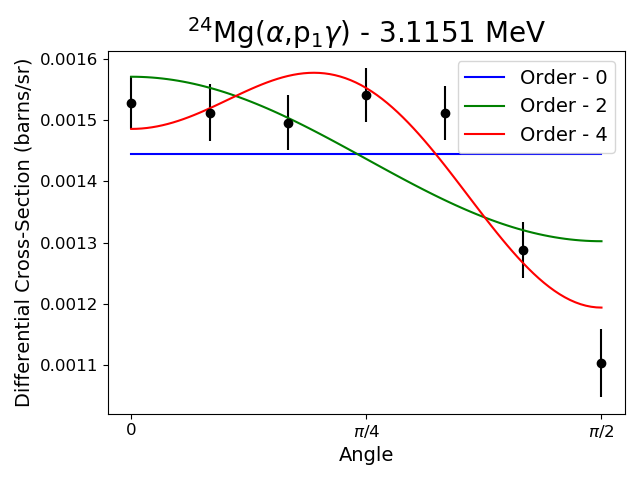 ²⁴Mg(α,p₁γ) - 3.1151 MeV
Order - 0
Order - 2
Order - 4
Differential Cross-Section (barns/sr)
0.0016
0.0015
0.0014
0.0013
0.0012
0.0011
0
π/4
π/2
Angle